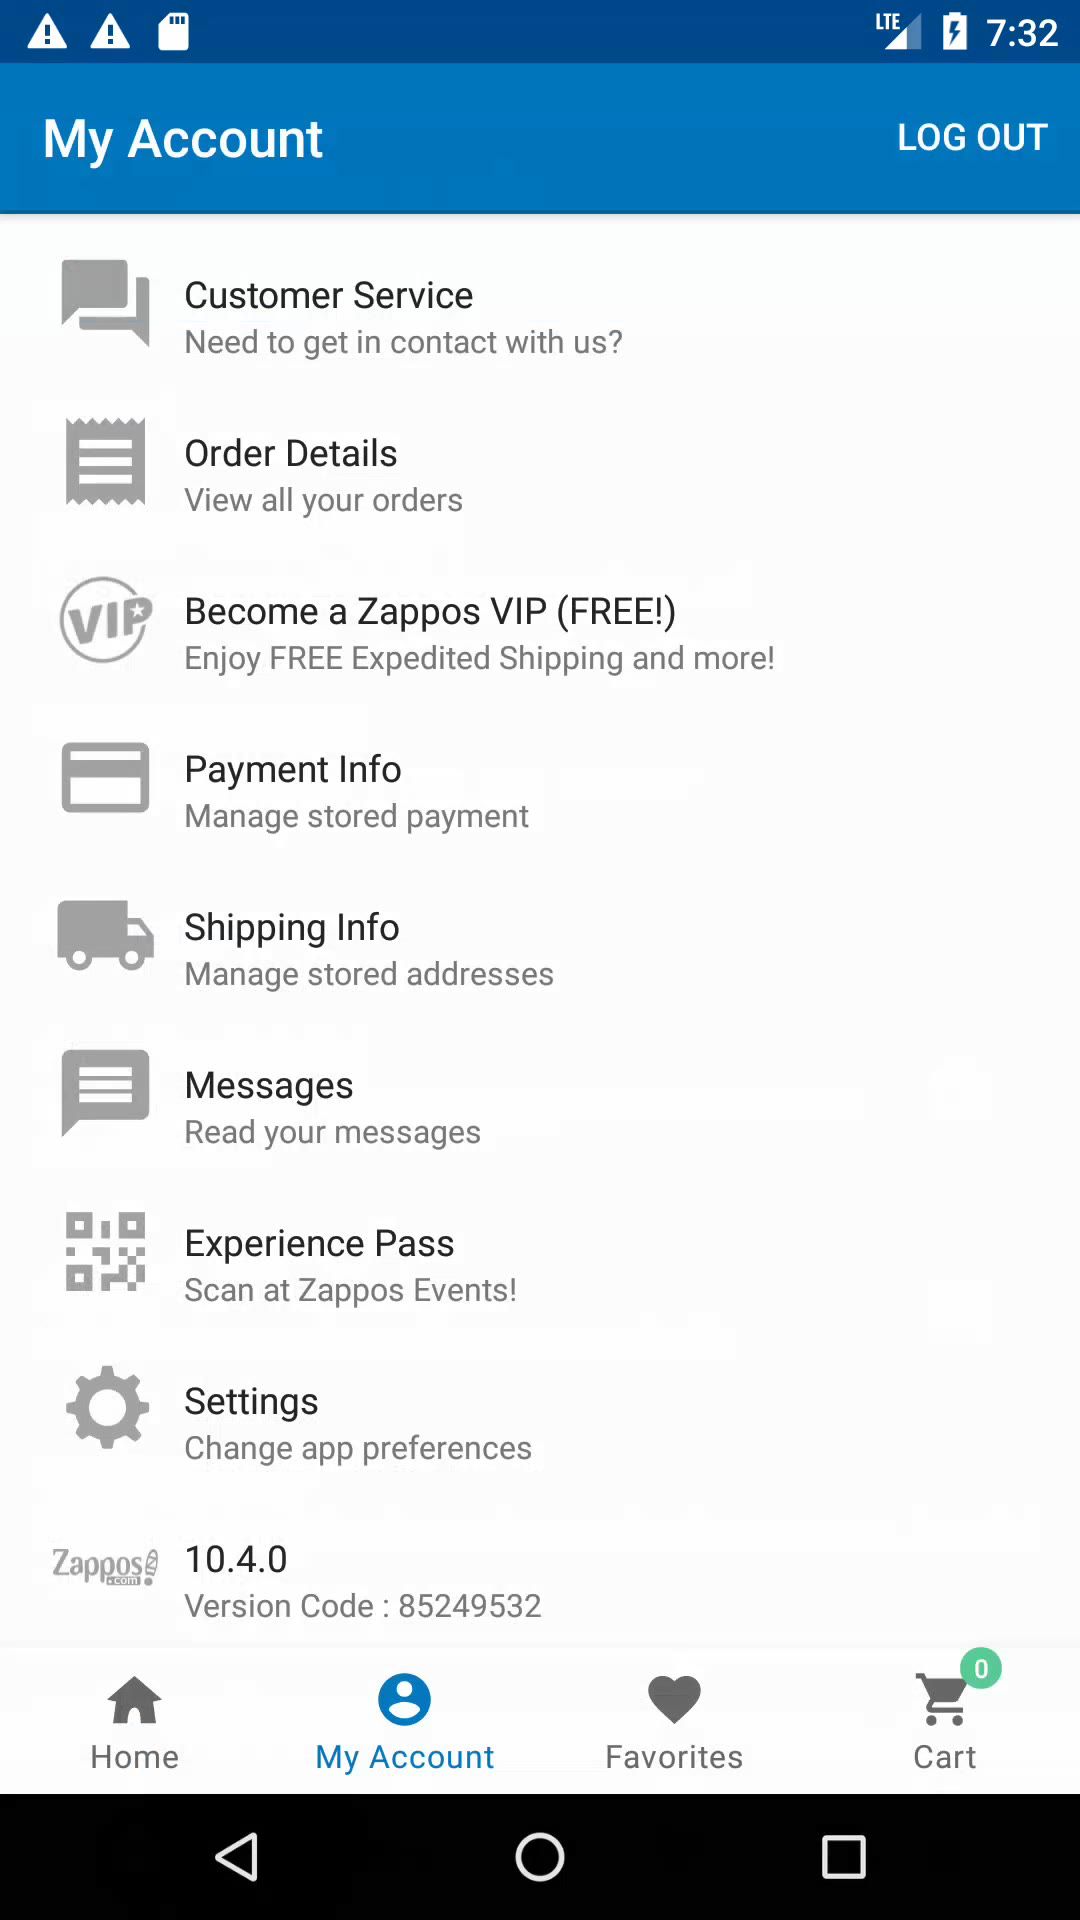 LTE 7:32
My Account LOG OUT
Customer Service
Need to get in contact with us?
Order Details
View all your orders
VIP Become a Zappos VIP (FREE!)
Enjoy FREE Expedited Shipping and more!
Payment Info
Manage stored payment
Shipping Info
Manage stored addresses
Messages
Read your messages
Experience Pass
Scan at Zappos Events!
Settings
Change app preferences
Zappos .com 10.4.0
Version Code : 85249532
0
Home My Account Favorites Cart